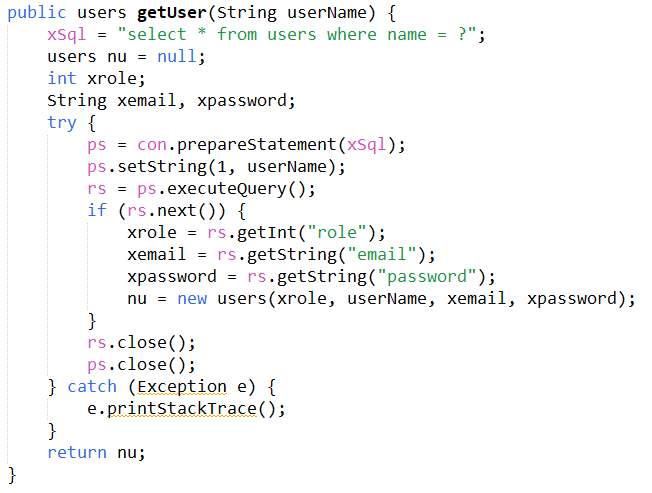 public users getUser(String userName) {
    xSql = "select * from users where name = ?";
    users nu = null;
    int xrole;
    String xemail, xpassword;
    try {
        ps = con.prepareStatement(xSql);
        ps.setString(1, userName);
        rs = ps.executeQuery();
        if (rs.next()) {
            xrole = rs.getInt("role");
            xemail = rs.getString("email");
            xpassword = rs.getString("password");
            nu = new users(xrole, userName, xemail, xpassword);
        }
        rs.close();
        ps.close();
    } catch (Exception e) {
        e.printStackTrace();
    }
    return nu;
}